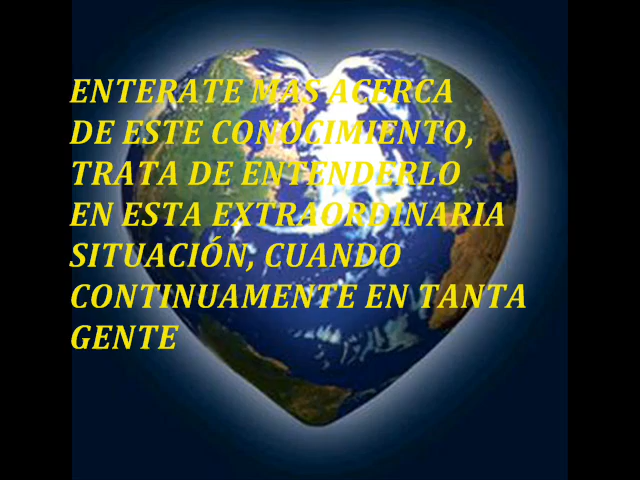 ENTERATE MAS ACERCA
DE ESTE CONOCIMIENTO,
TRATA DE ENTENDERLO
EN ESTA EXTRAORDINARIA
SITUACIÓN, CUANDO
CONTINUAMENTE EN TANTA
GENTE